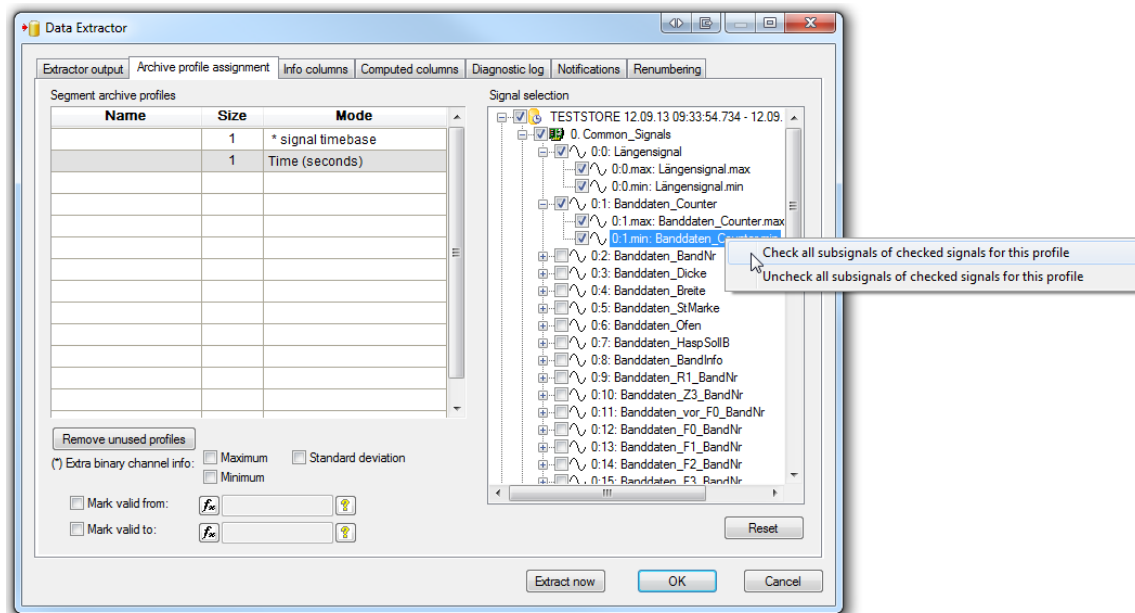 Data Extractor
Extractor output Archive profile assignment Info columns Computed columns Diagnostic log Notifications Renumbering
Segment archive profiles
Name Size Mode
1 * signal timebase
1 Time (seconds)
Remove unused profiles
(*) Extra binary channel info: Maximum Standard deviation
Minimum
Mark valid from: fx ?
Mark valid to: fx ?
Signal selection
TESTSTORE 12.09.13 09:33:54.734 - 12.09.
0. Common_Signals
0:0: Längensignal
0:0.max: Längensignal.max
0:0.min: Längensignal.min
0:1: Banddaten_Counter
0:1.max: Banddaten_Counter.max
0:1.min: Banddaten_Counter.min
0:2: Banddaten_BandNr
0:3: Banddaten_Dicke
0:4: Banddaten_Breite
0:5: Banddaten_StMarke
0:6: Banddaten_Ofen
0:7: Banddaten_HaspSollB
0:8: Banddaten_BandInfo
0:9: Banddaten_R1_BandNr
0:10: Banddaten_Z3_BandNr
0:11: Banddaten_vor_F0_BandNr
0:12: Banddaten_F0_BandNr
0:13: Banddaten_F1_BandNr
0:14: Banddaten_F2_BandNr
0:15: Banddaten_F3_BandNr
Check all subsignals of checked signals for this profile
Uncheck all subsignals of checked signals for this profile
Reset
Extract now OK Cancel